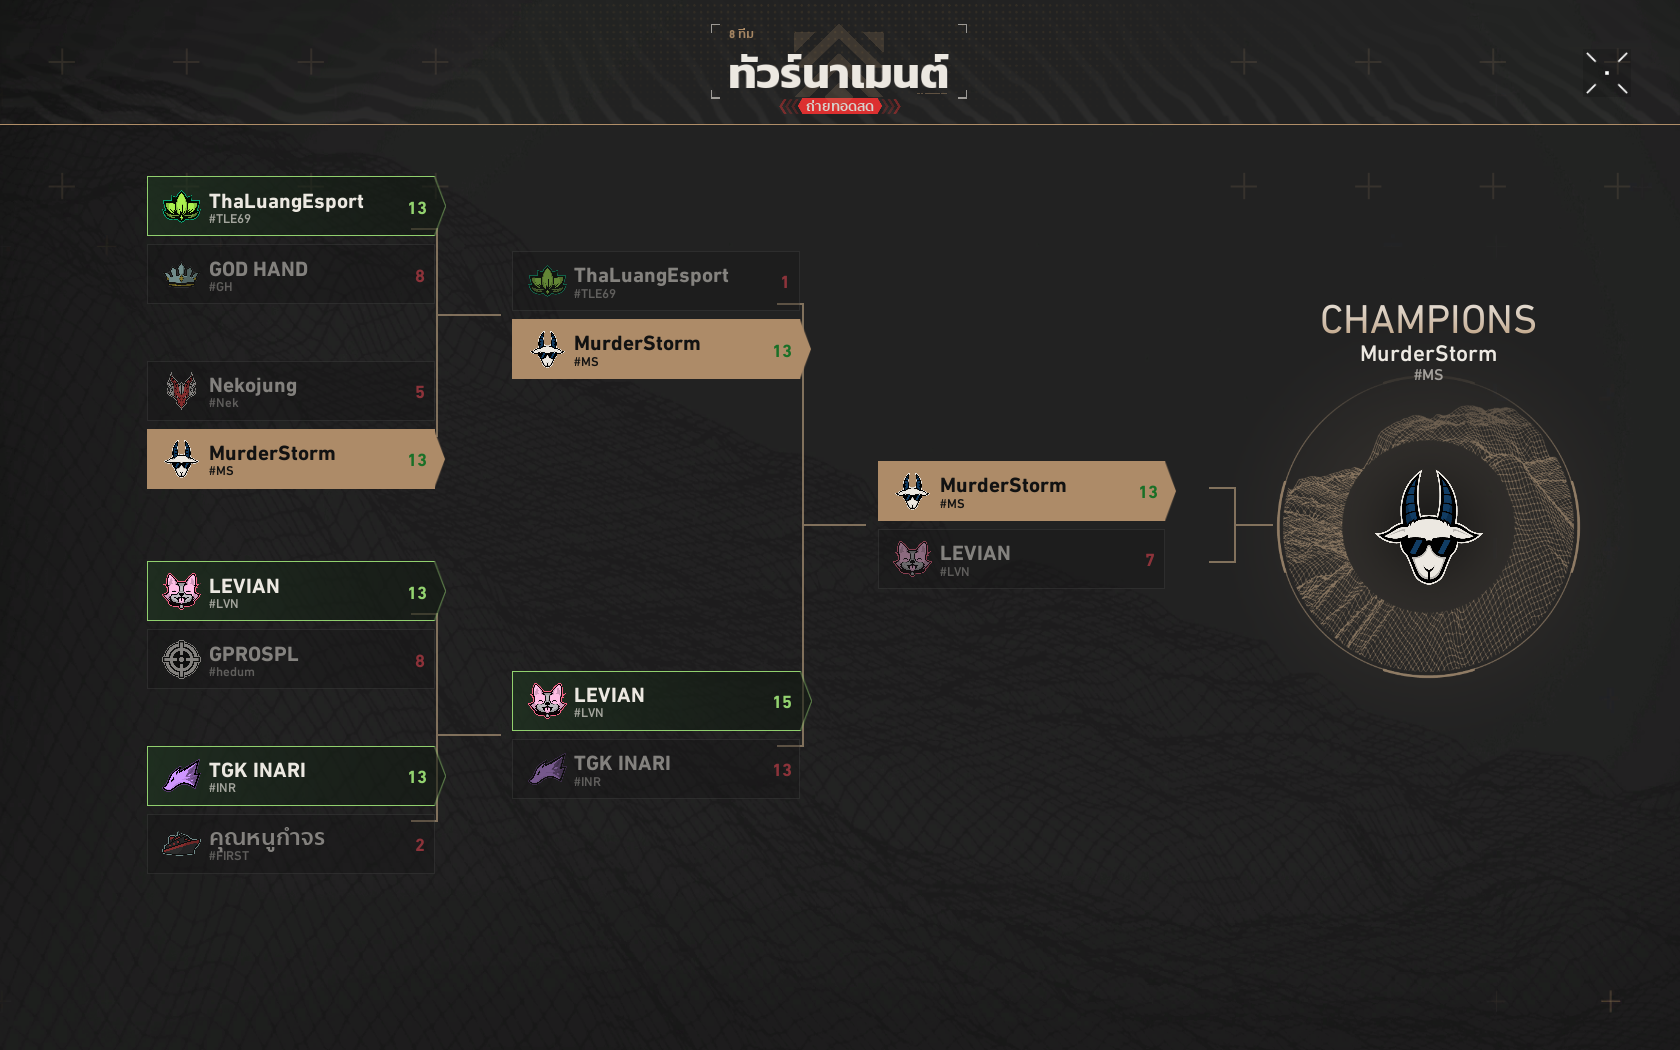 8 ทีม
ทัวร์นาเมนต์
ถ่ายทอดสด
ThaLuangEsport 13
#TLE69
GOD HAND 8
#GH
Nekojung 5
#Nek
MurderStorm 13
#MS
LEVIAN 13
#LVN
GPROSPL 8
#hedum
TGK INARI 13
#INR
คุณหนูกำจร 2
#FIRST
ThaLuangEsport 1
#TLE69
MurderStorm 13
#MS
LEVIAN 15
#LVN
TGK INARI 13
#INR
MurderStorm 13
#MS
LEVIAN 7
#LVN
CHAMPIONS
MurderStorm
#MS